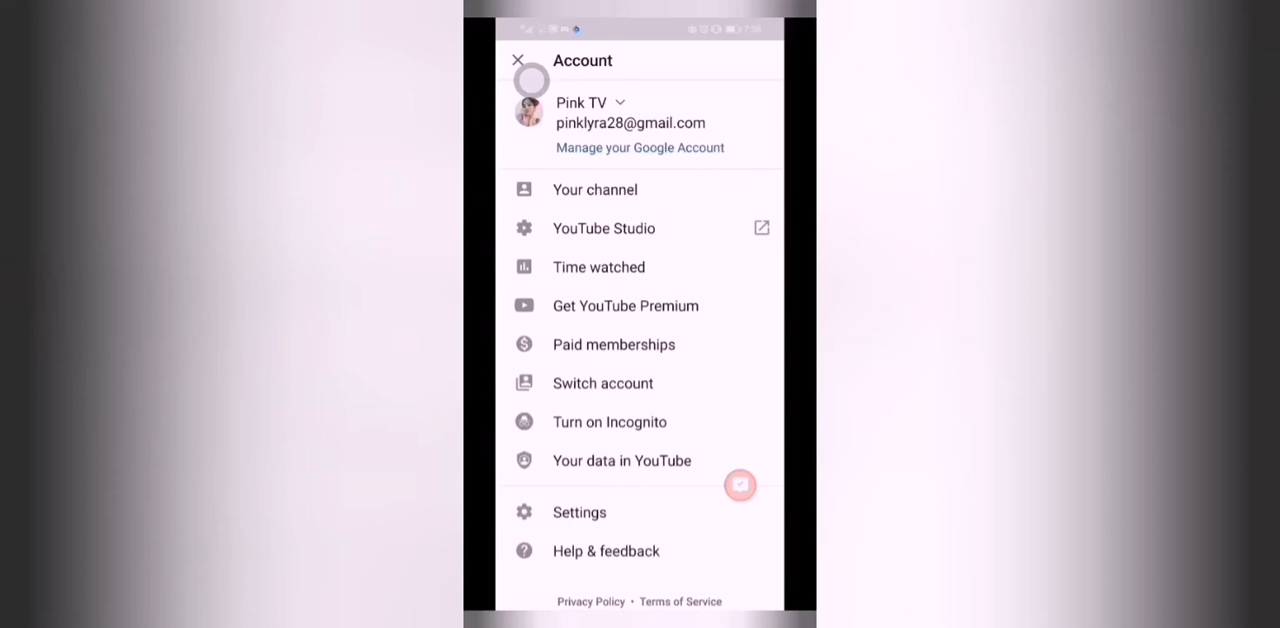 7:36
Account
Pink TV
pinklyra28@gmail.com
Manage your Google Account
Your channel
YouTube Studio
Time watched
Get YouTube Premium
Paid memberships
Switch account
Turn on Incognito
Your data in YouTube
Settings
Help & feedback
Privacy Policy • Terms of Service